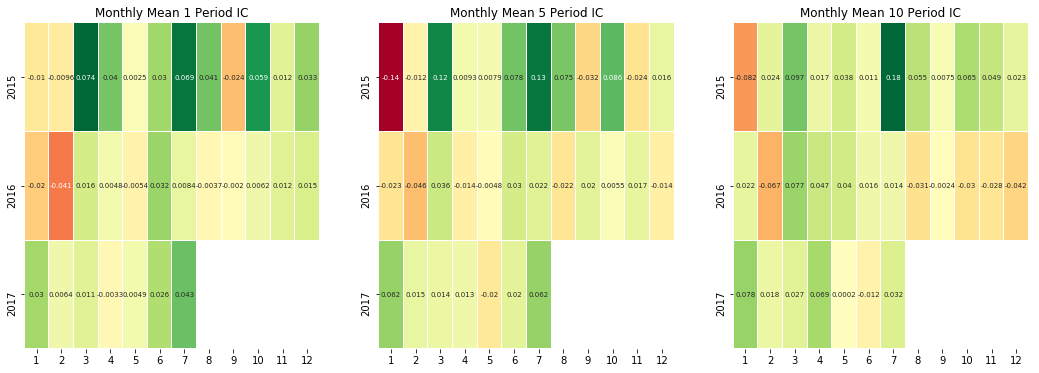 Monthly Mean 1 Period IC
2015 -0.01 -0.0096 0.074 0.04 0.0025 0.03 0.069 0.041 -0.024 0.059 0.012 0.033
2016 -0.02 -0.041 0.016 0.0048 -0.0054 0.032 0.0084 -0.0037 -0.002 0.0062 0.012 0.015
2017 0.03 0.0064 0.011 -0.0033 0.0049 0.026 0.043
1 2 3 4 5 6 7 8 9 10 11 12
Monthly Mean 5 Period IC
2015 -0.14 -0.012 0.12 0.0093 0.0079 0.078 0.13 0.075 -0.032 0.086 -0.024 0.016
2016 -0.023 -0.046 0.036 -0.014 -0.0048 0.03 0.022 -0.022 0.02 0.0055 0.017 -0.014
2017 0.062 0.015 0.014 0.013 -0.02 0.02 0.062
1 2 3 4 5 6 7 8 9 10 11 12
Monthly Mean 10 Period IC
2015 -0.082 0.024 0.097 0.017 0.038 0.011 0.18 0.055 0.0075 0.065 0.049 0.023
2016 0.022 -0.067 0.077 0.047 0.04 0.016 0.014 -0.031 -0.0024 -0.03 -0.028 -0.042
2017 0.078 0.018 0.027 0.069 0.0002 -0.012 0.032
1 2 3 4 5 6 7 8 9 10 11 12